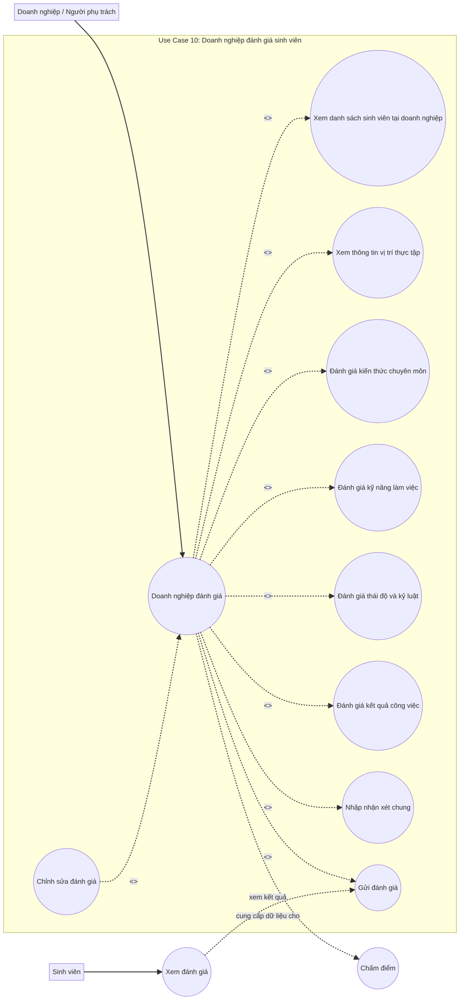 Doanh nghiệp / Người phụ trách
Use Case 10: Doanh nghiệp đánh giá sinh viên
<>
Xem danh sách sinh viên tại doanh nghiệp
<>
Xem thông tin vị trí thực tập
<>
Đánh giá kiến thức chuyên môn
<>
Đánh giá kỹ năng làm việc
Doanh nghiệp đánh giá
<>
Đánh giá thái độ và kỷ luật
<>
Đánh giá kết quả công việc
<>
Nhập nhận xét chung
<>
Chỉnh sửa đánh giá
<>
Gửi đánh giá
xem kết quả
cung cấp dữ liệu cho
Sinh viên
Xem đánh giá
Chấm điểm